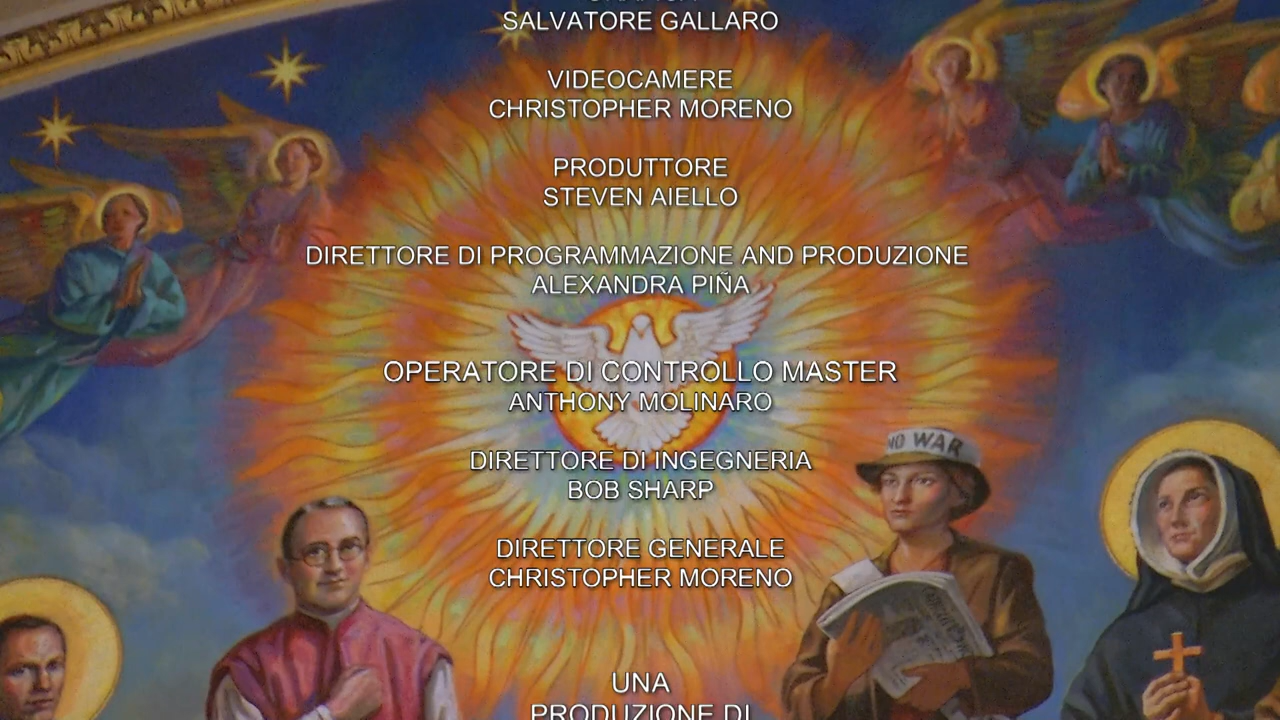 SALVATORE GALLARO
VIDEOCAMERE
CHRISTOPHER MORENO
PRODUTTORE
STEVEN AIELLO
DIRETTORE DI PROGRAMMAZIONE AND PRODUZIONE
ALEXANDRA PIÑA
OPERATORE DI CONTROLLO MASTER
ANTHONY MOLINARO
NO WAR
DIRETTORE DI INGEGNERIA
BOB SHARP
DIRETTORE GENERALE
CHRISTOPHER MORENO
UNA
PRODUZIONE DI